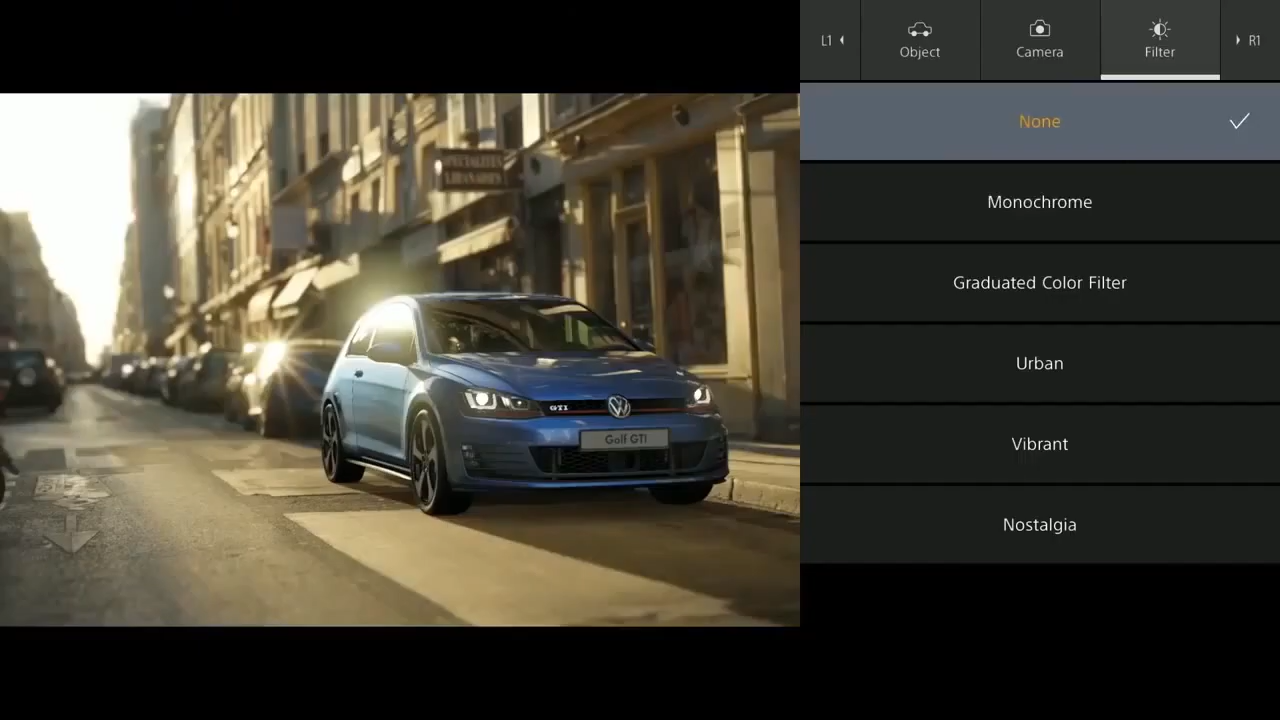 L1
Object
Camera
Filter
R1
None
Monochrome
Graduated Color Filter
Urban
Vibrant
Nostalgia
SPECIALITES
LIBANAISES
GTI
Golf GTI